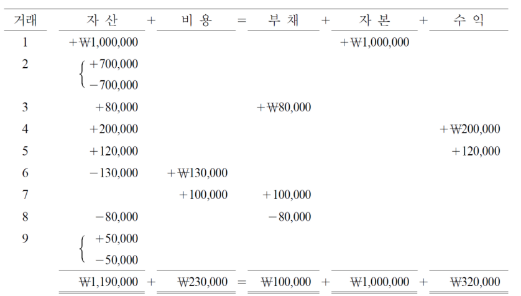 거래 자 산 + 비 용 = 부 채 + 자 본 + 수 익
1 +₩1,000,000 +₩1,000,000
2 +700,000
−700,000
3 +80,000 +₩80,000
4 +200,000 +₩200,000
5 +120,000 +120,000
6 −130,000 +₩130,000
7 +100,000 +100,000
8 −80,000 −80,000
9 +50,000
−50,000
₩1,190,000 + ₩230,000 = ₩100,000 + ₩1,000,000 + ₩320,000